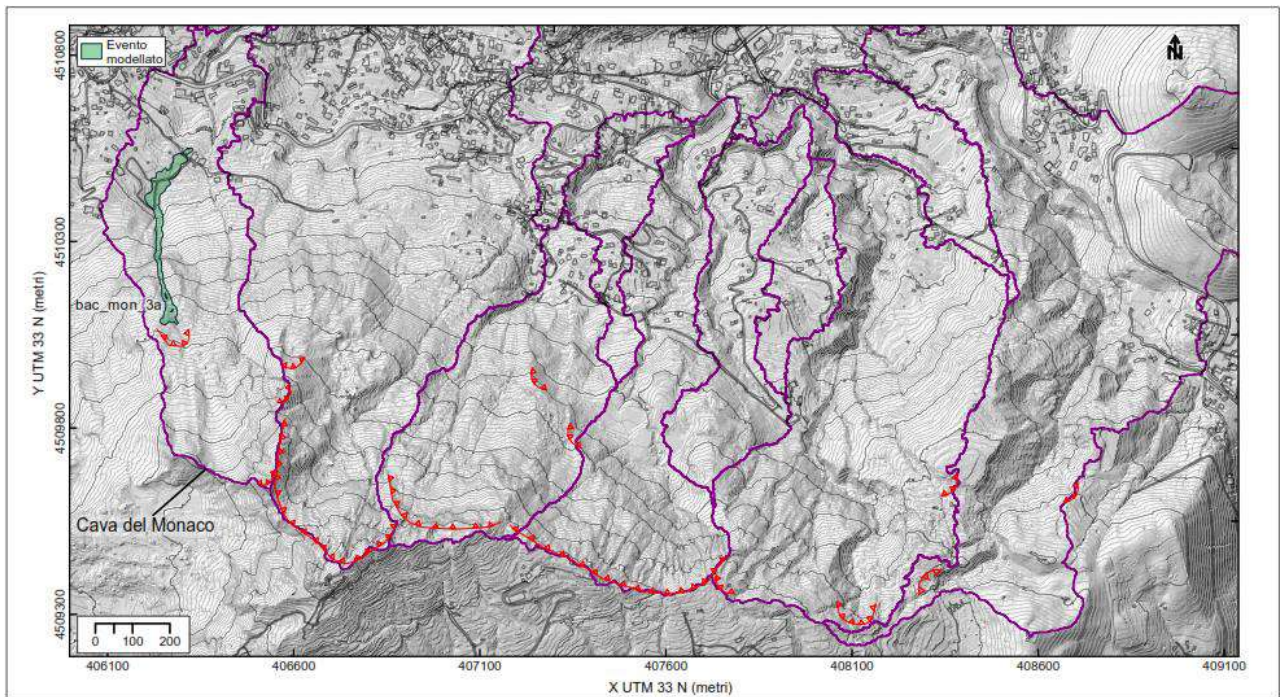 Evento
modellato
N
bac_mon_3a
Cava del Monaco
4510800
4510300
4509800
4509300
Y UTM 33 N (metri)
0 100 200
406100 406600 407100 407600 408100 408600 409100
X UTM 33 N (metri)